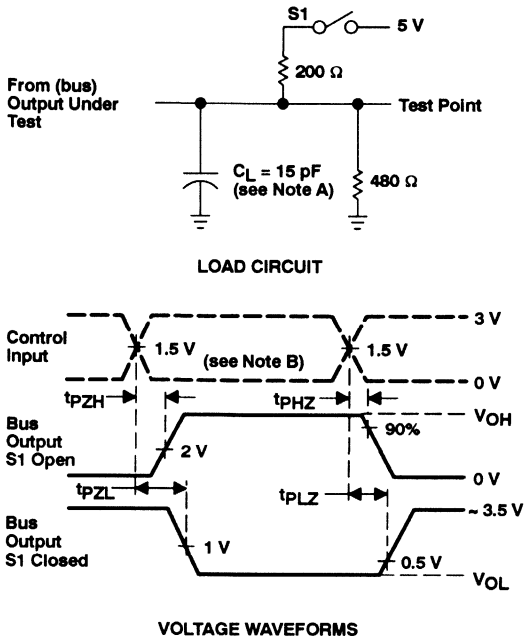 S1
5 V
200 Ω
From (bus)
Output Under
Test
Test Point
CL = 15 pF
(see Note A)
480 Ω
LOAD CIRCUIT
3 V
Control
Input
1.5 V
(see Note B)
1.5 V
0 V
tPZH
tPHZ
VOH
Bus
Output
S1 Open
2 V
90%
0 V
tPZL
tPLZ
~ 3.5 V
Bus
Output
S1 Closed
1 V
0.5 V
VOL
VOLTAGE WAVEFORMS